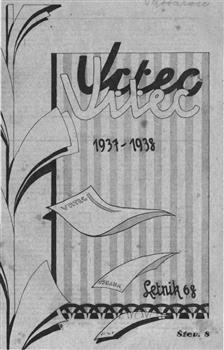 Vrtec
1937-1938
VRTEC
Letnik 68
Štev. 8